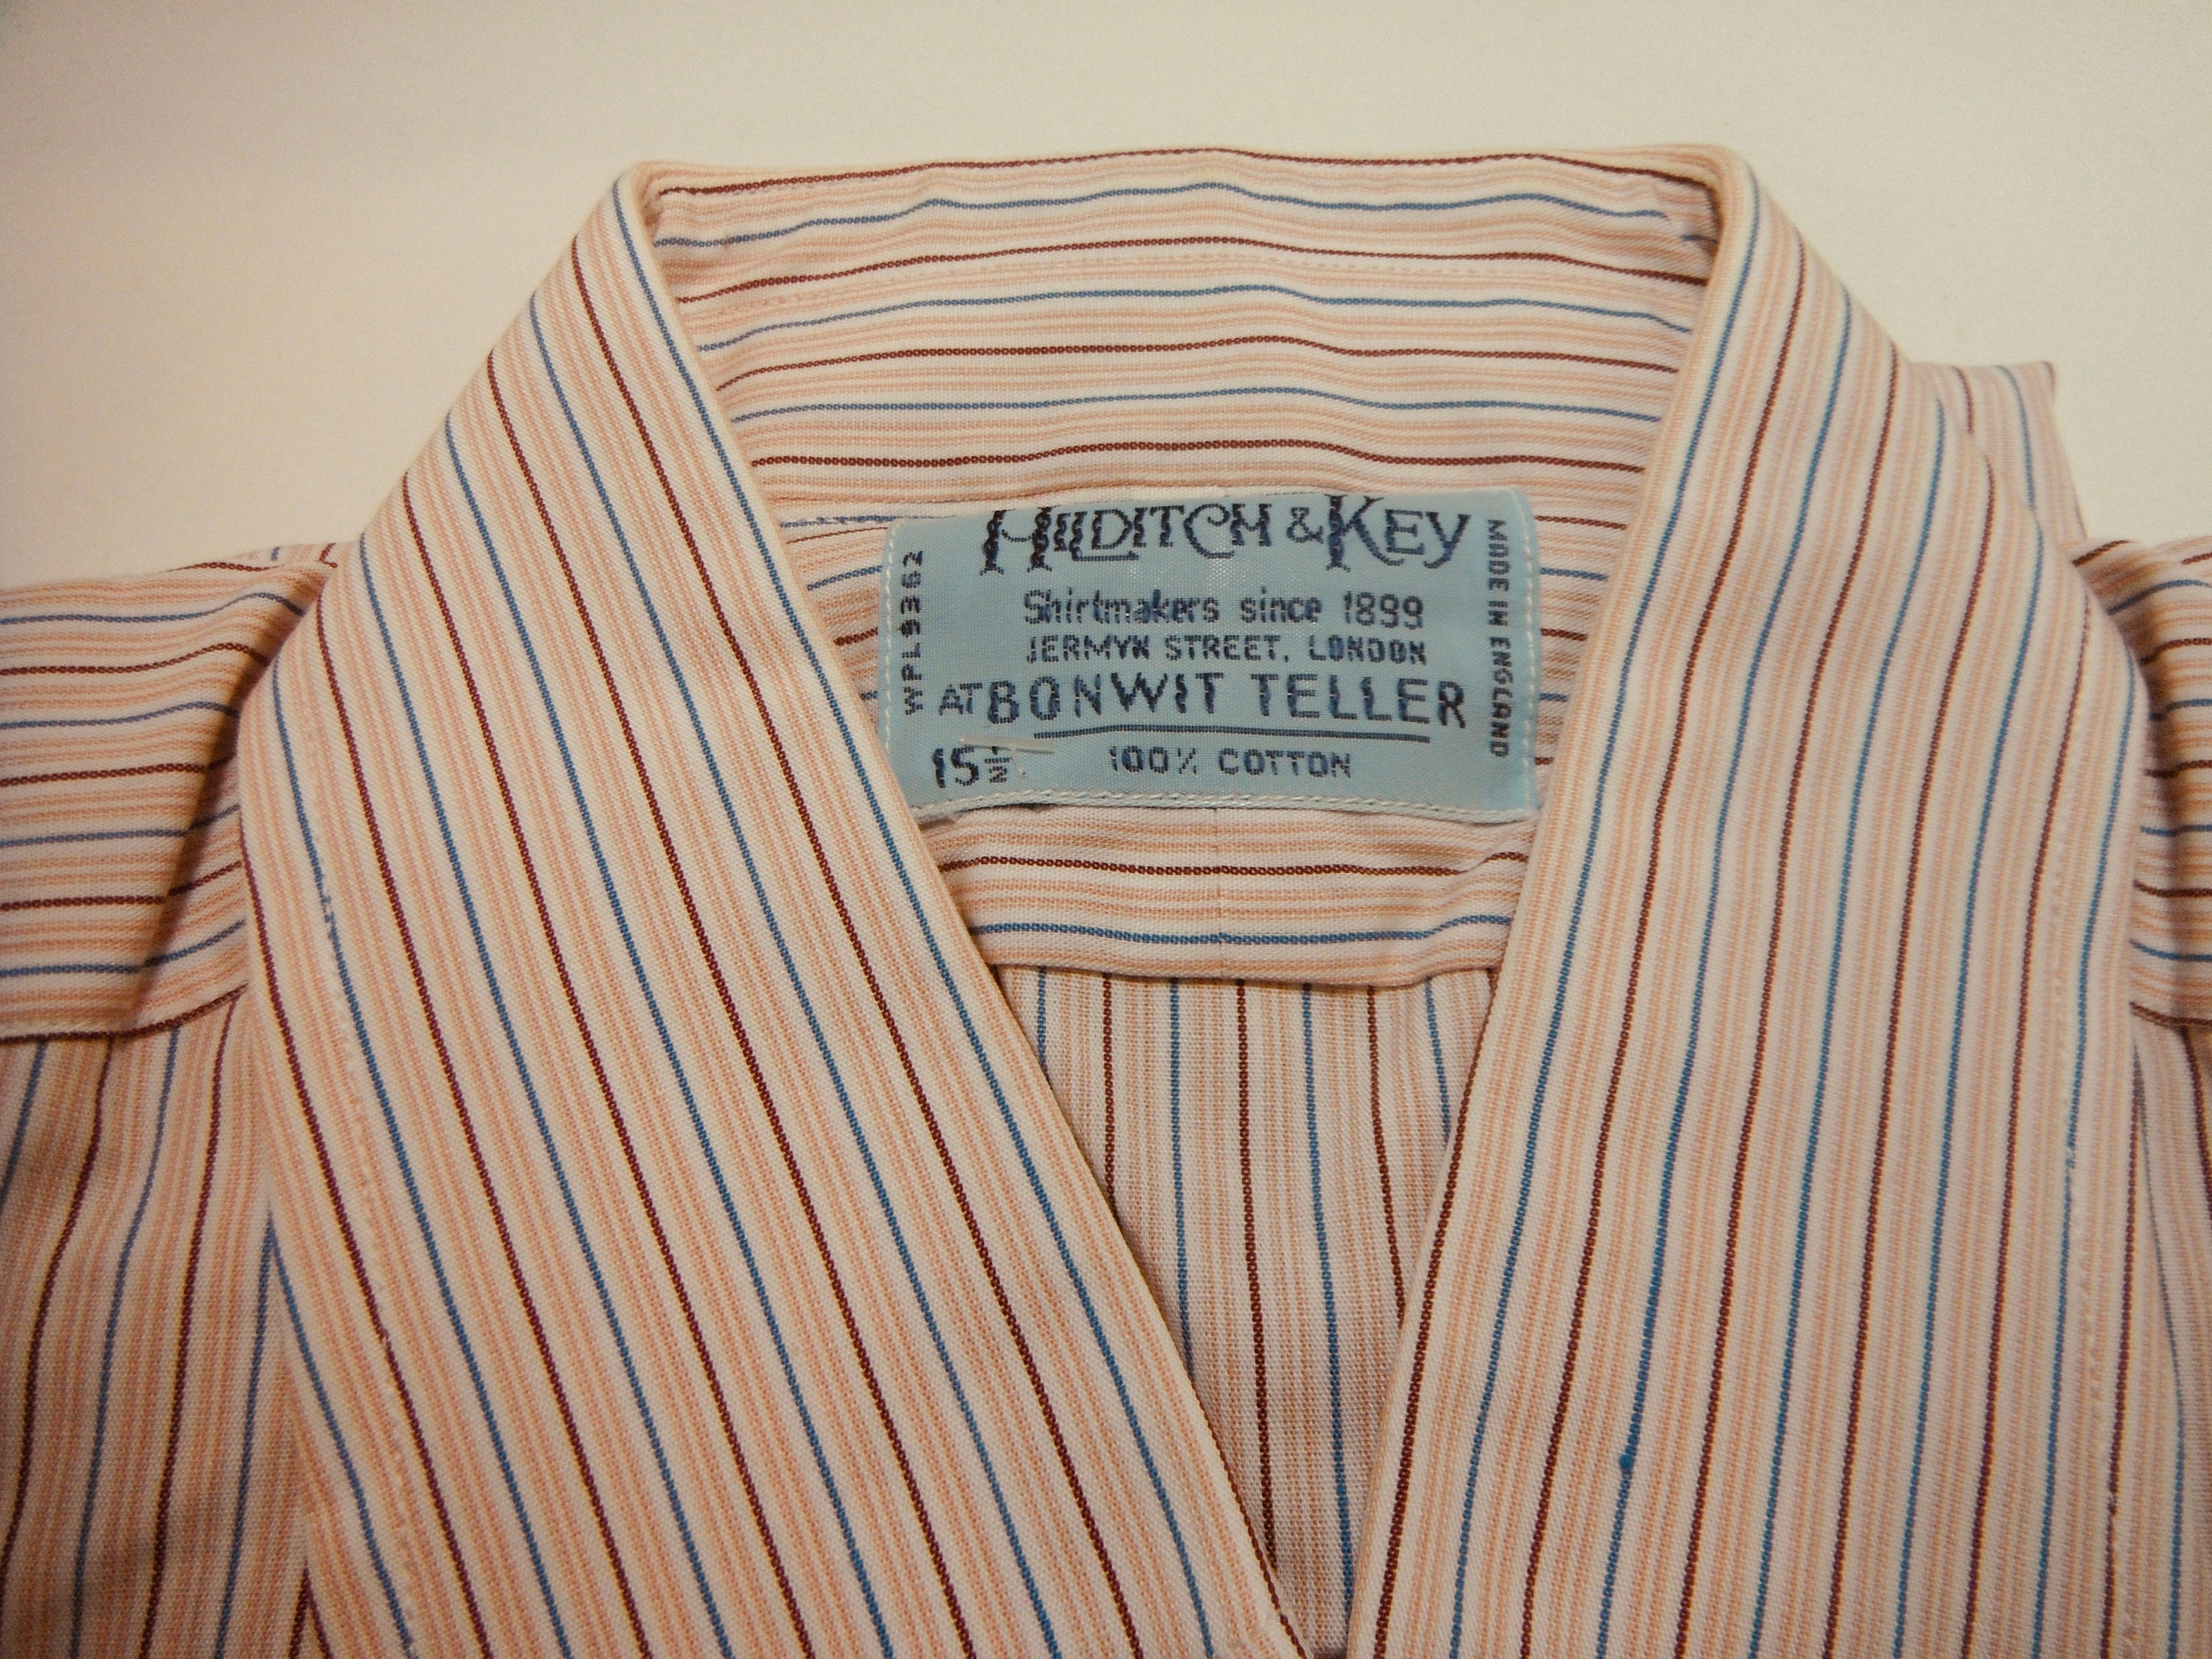 HILDITCH & KEY
Shirtmakers since 1899
JERMYN STREET, LONDON
AT BONWIT TELLER
15½ 100% COTTON
WPL9362
MADE IN ENGLAND